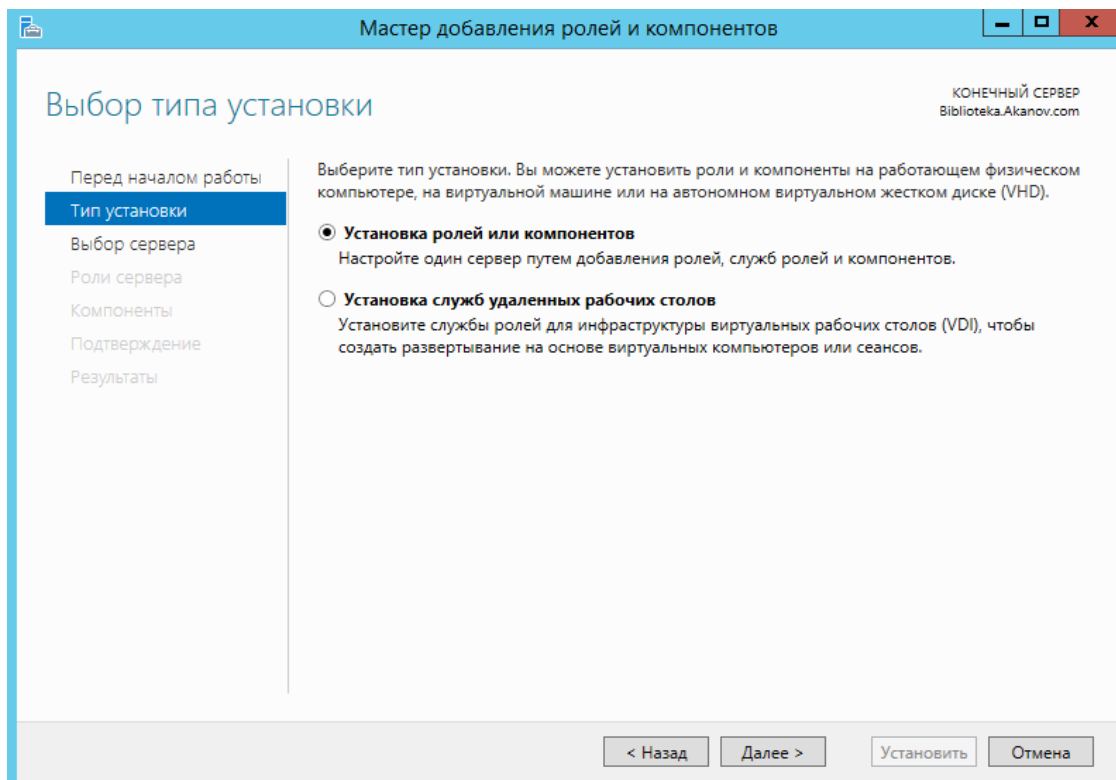 Мастер добавления ролей и компонентов
Выбор типа установки
КОНЕЧНЫЙ СЕРВЕР
Biblioteka.Akanov.com
Перед началом работы
Тип установки
Выбор сервера
Роли сервера
Компоненты
Подтверждение
Результаты
Выберите тип установки. Вы можете установить роли и компоненты на работающем физическом
компьютере, на виртуальной машине или на автономном виртуальном жестком диске (VHD).
Установка ролей или компонентов
Настройте один сервер путем добавления ролей, служб ролей и компонентов.
Установка служб удаленных рабочих столов
Установите службы ролей для инфраструктуры виртуальных рабочих столов (VDI), чтобы
создать развертывание на основе виртуальных компьютеров или сеансов.
< Назад
Далее >
Установить
Отмена